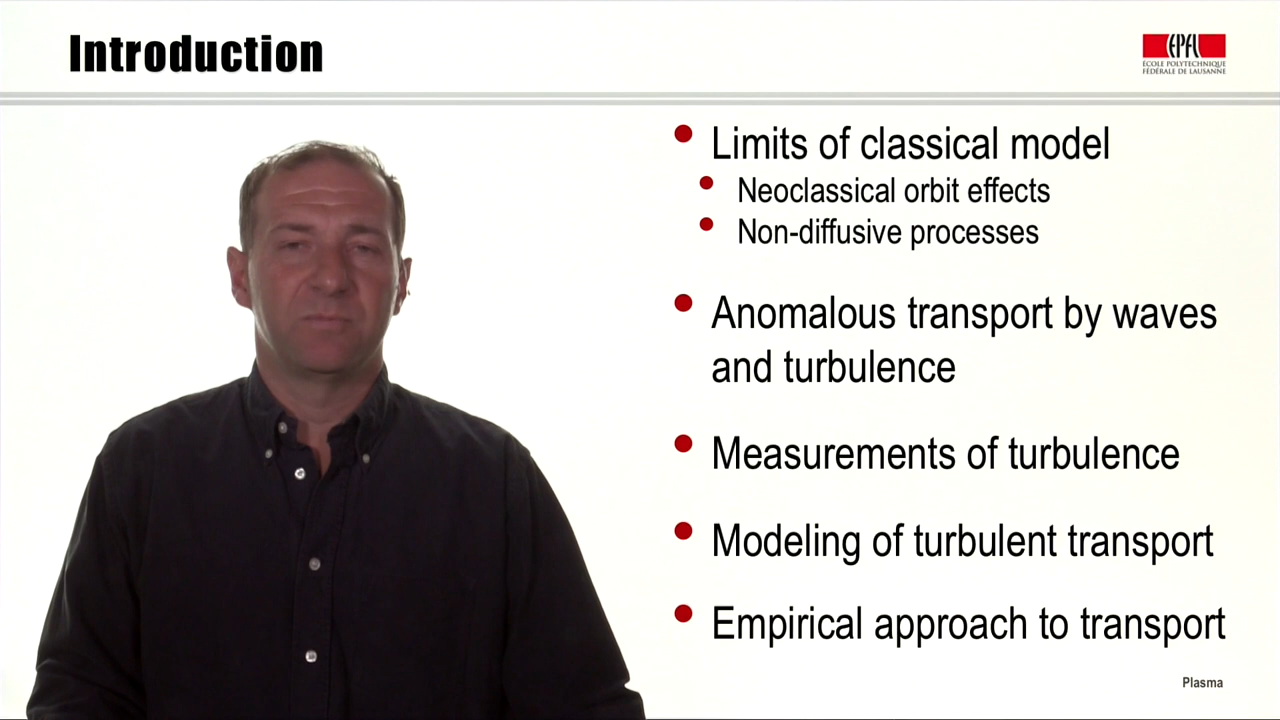 Introduction
EPFL
ÉCOLE POLYTECHNIQUE
FÉDÉRALE DE LAUSANNE
Limits of classical model
Neoclassical orbit effects
Non-diffusive processes
Anomalous transport by waves
and turbulence
Measurements of turbulence
Modeling of turbulent transport
Empirical approach to transport
Plasma